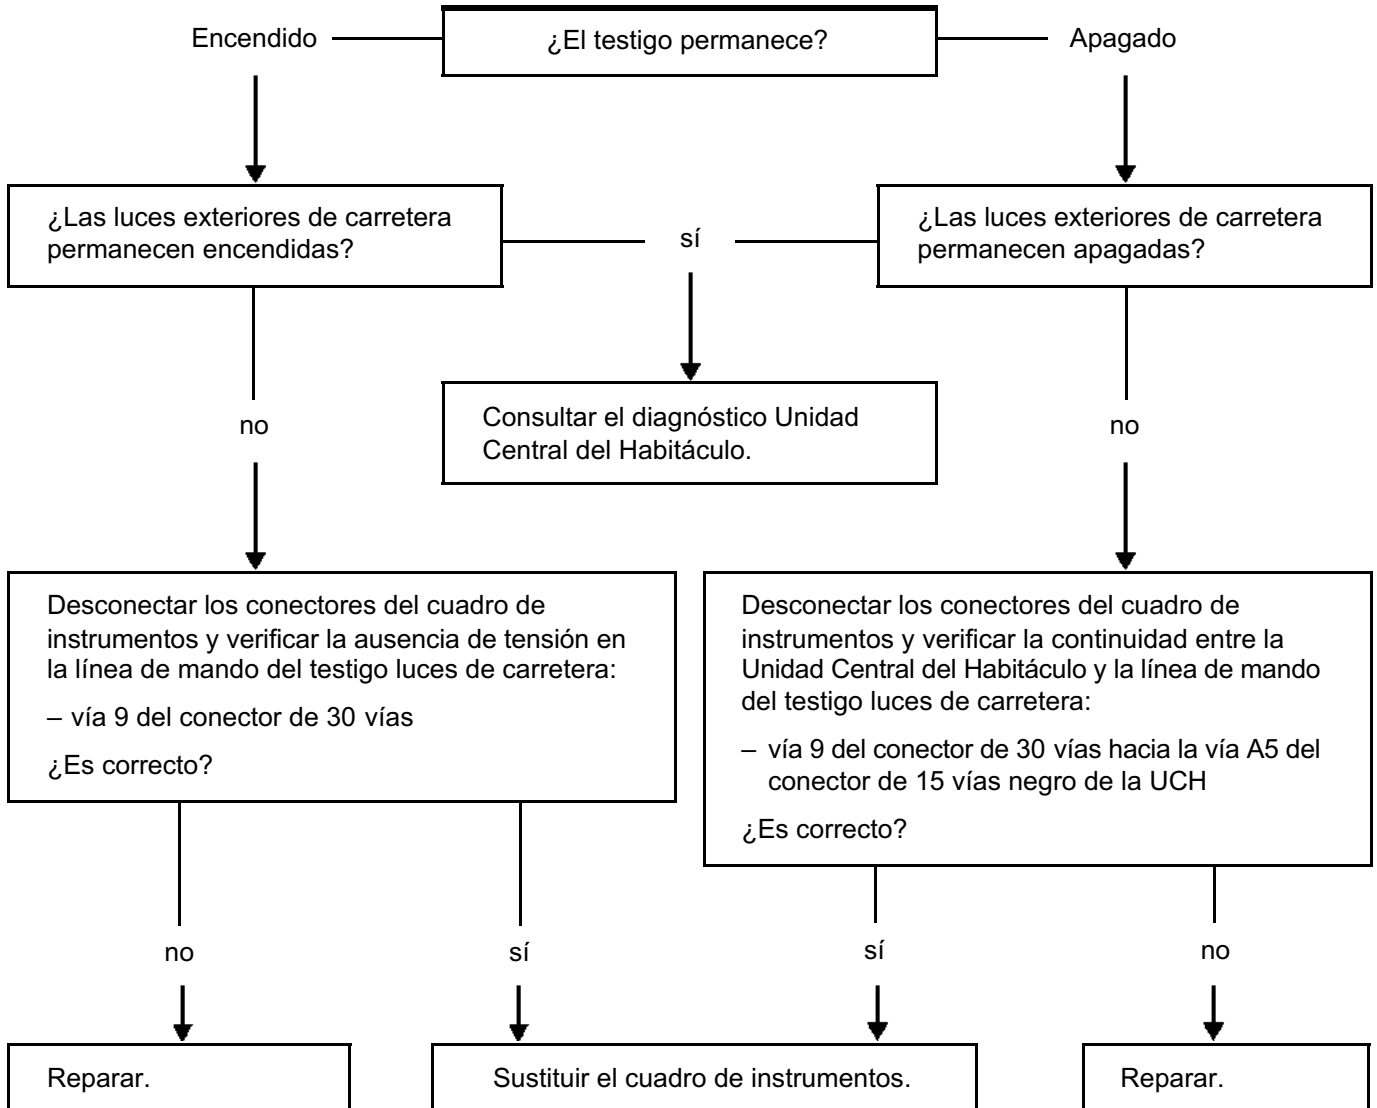 Encendido
¿El testigo permanece?
Apagado
¿Las luces exteriores de carretera
permanecen encendidas?
sí
¿Las luces exteriores de carretera
permanecen apagadas?
no
Consultar el diagnóstico Unidad
Central del Habitáculo.
no
Desconectar los conectores del cuadro de
instrumentos y verificar la ausencia de tensión en
la línea de mando del testigo luces de carretera:
– vía 9 del conector de 30 vías
¿Es correcto?
Desconectar los conectores del cuadro de
instrumentos y verificar la continuidad entre la
Unidad Central del Habitáculo y la línea de mando
del testigo luces de carretera:
– vía 9 del conector de 30 vías hacia la vía A5 del
conector de 15 vías negro de la UCH
¿Es correcto?
no
sí
sí
no
Reparar.
Sustituir el cuadro de instrumentos.
Reparar.